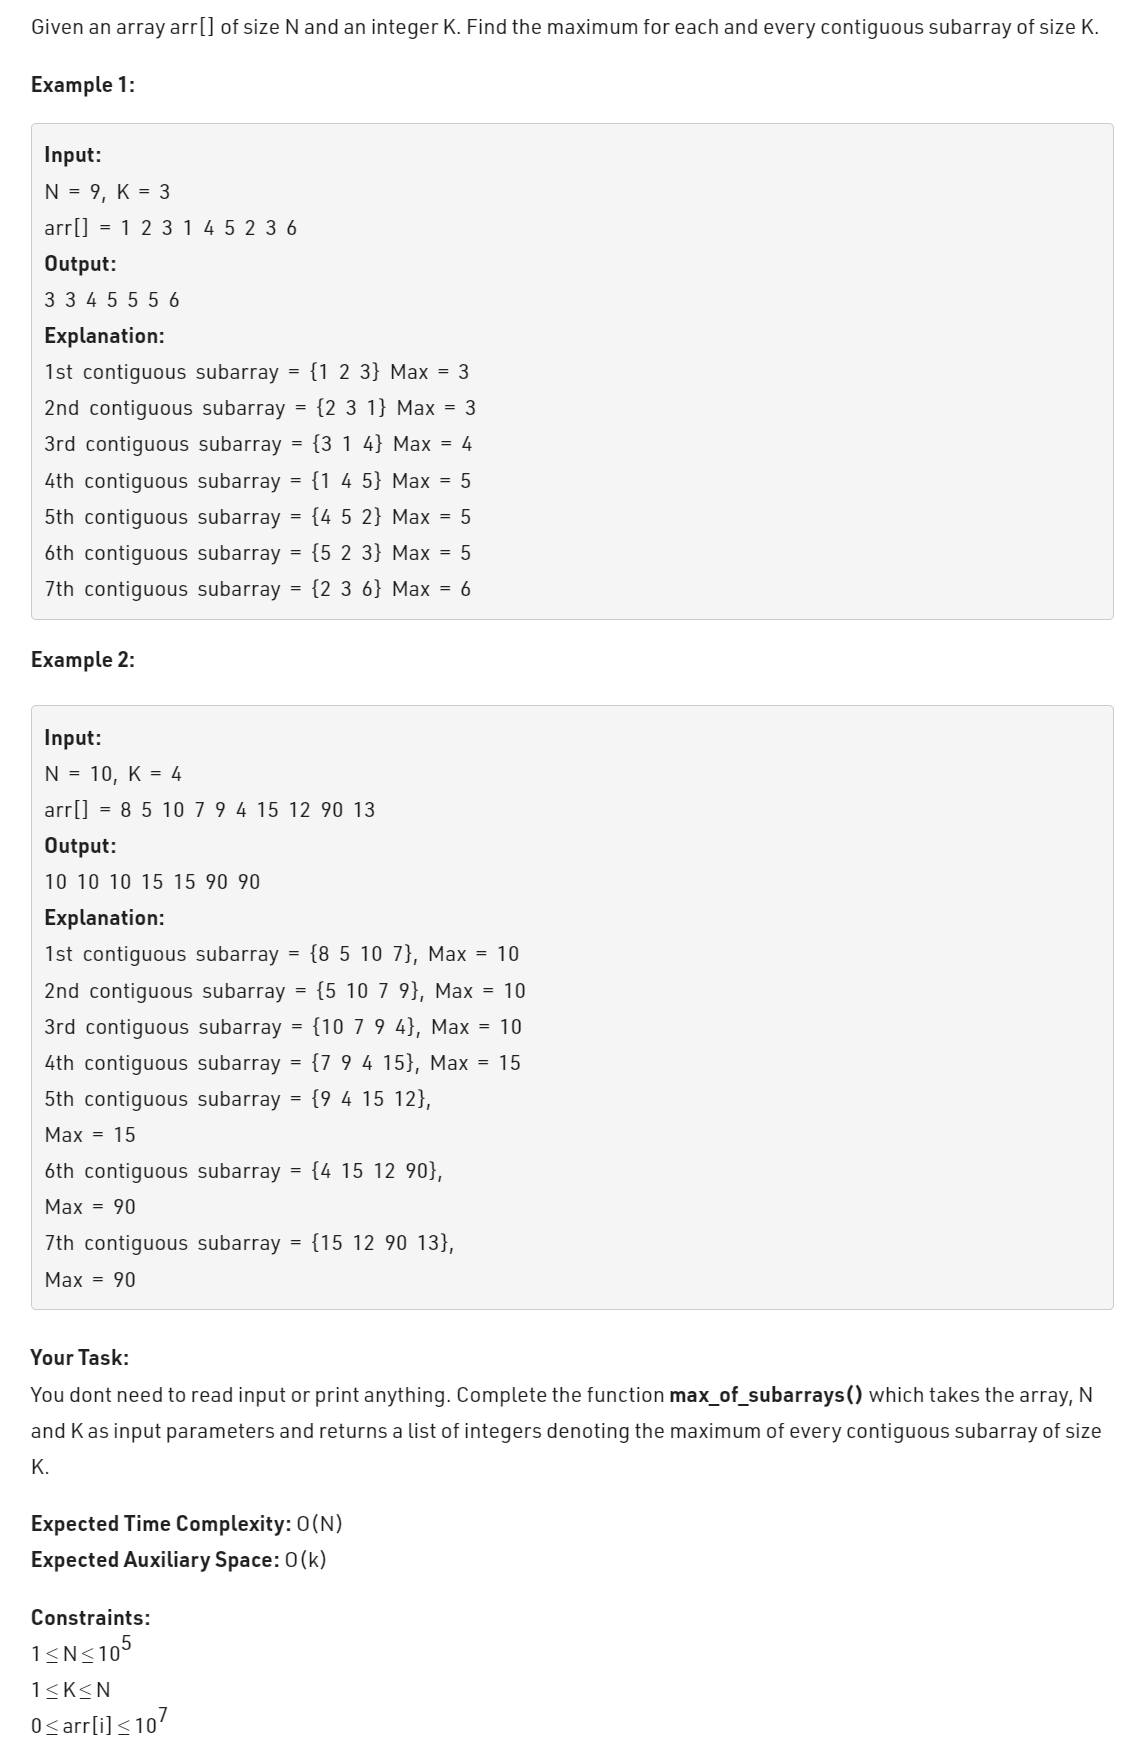 Given an array arr[] of size N and an integer K. Find the maximum for each and every contiguous subarray of size K.
Example 1:
Input:
N = 9, K = 3
arr[] = 1 2 3 1 4 5 2 3 6
Output:
3 3 4 5 5 5 6
Explanation:
1st contiguous subarray = {1 2 3} Max = 3
2nd contiguous subarray = {2 3 1} Max = 3
3rd contiguous subarray = {3 1 4} Max = 4
4th contiguous subarray = {1 4 5} Max = 5
5th contiguous subarray = {4 5 2} Max = 5
6th contiguous subarray = {5 2 3} Max = 5
7th contiguous subarray = {2 3 6} Max = 6
Example 2:
Input:
N = 10, K = 4
arr[] = 8 5 10 7 9 4 15 12 90 13
Output:
10 10 10 15 15 90 90
Explanation:
1st contiguous subarray = {8 5 10 7}, Max = 10
2nd contiguous subarray = {5 10 7 9}, Max = 10
3rd contiguous subarray = {10 7 9 4}, Max = 10
4th contiguous subarray = {7 9 4 15}, Max = 15
5th contiguous subarray = {9 4 15 12},
Max = 15
6th contiguous subarray = {4 15 12 90},
Max = 90
7th contiguous subarray = {15 12 90 13},
Max = 90
Your Task:
You dont need to read input or print anything. Complete the function max_of_subarrays() which takes the array, N
and K as input parameters and returns a list of integers denoting the maximum of every contiguous subarray of size
K.
Expected Time Complexity: O(N)
Expected Auxiliary Space: O(k)
Constraints:
1 ≤ N ≤ 10⁵
1 ≤ K ≤ N
0 ≤ arr[i] ≤ 10⁷